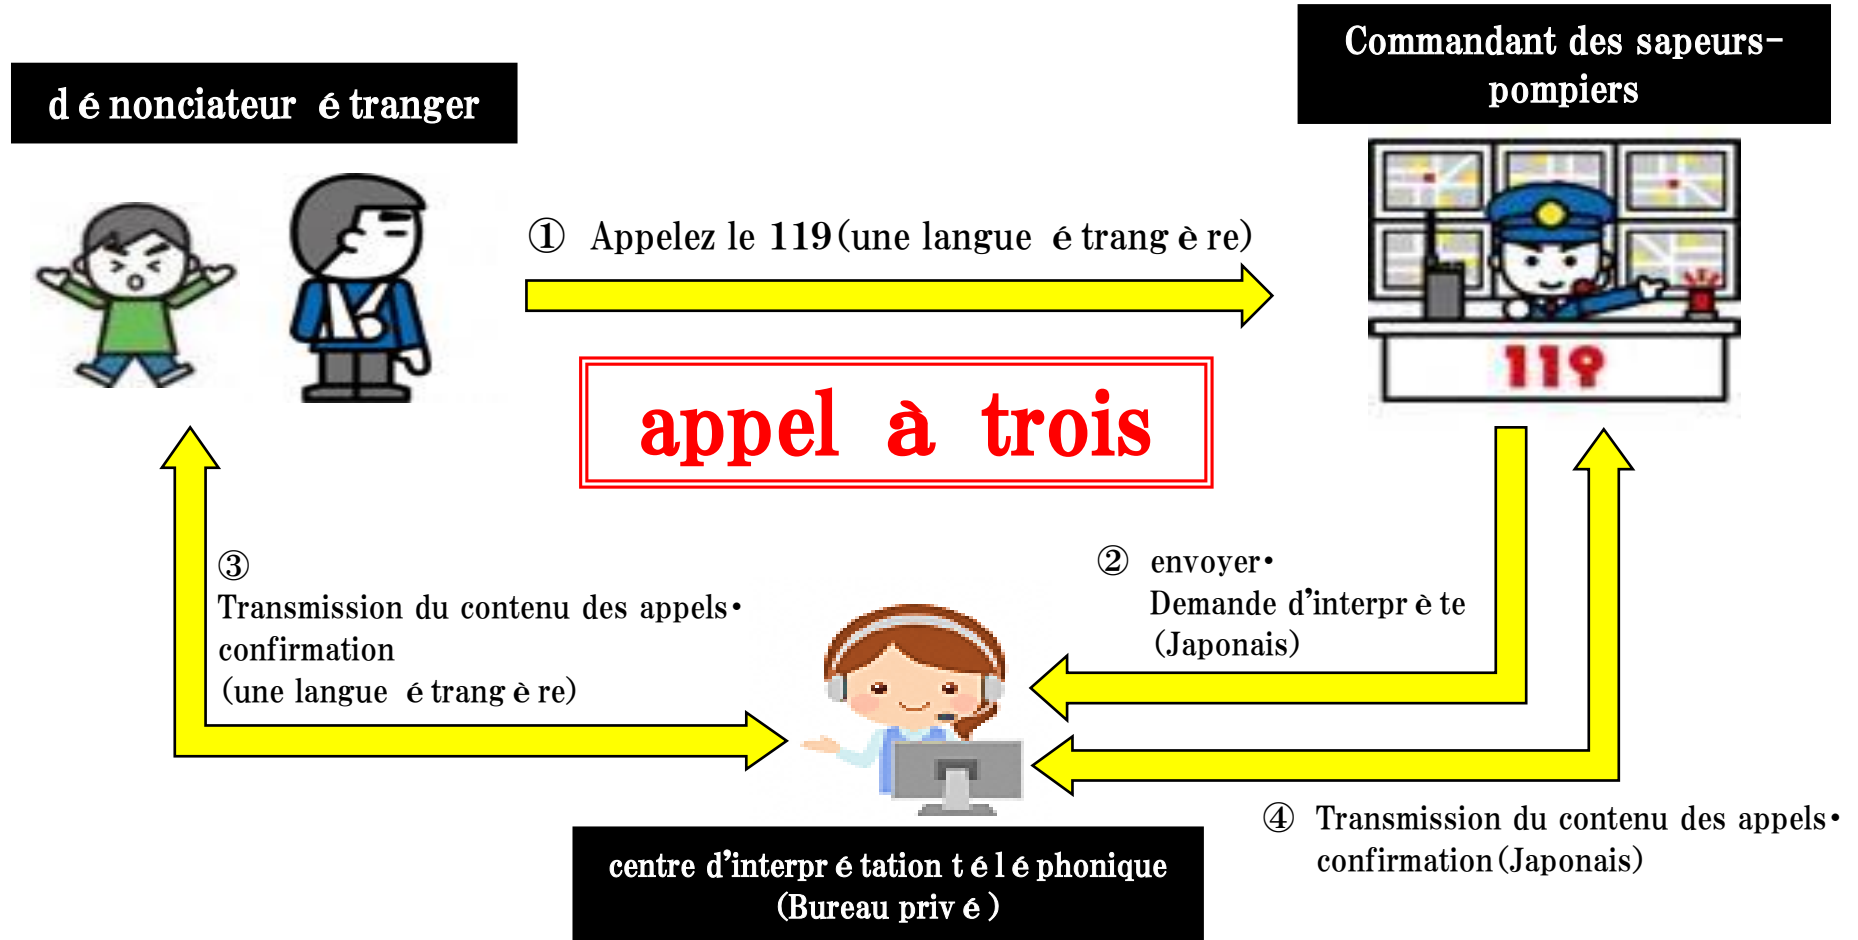 dénonciateur étranger
Commandant des sapeurs-
pompiers
① Appelez le 119(une langue étrangère)
119
appel à trois
② envoyer・
Demande d’interprète
(Japonais)
③
Transmission du contenu des appels・
confirmation
(une langue étrangère)
④ Transmission du contenu des appels・
confirmation(Japonais)
centre d’interprétation téléphonique
(Bureau privé)